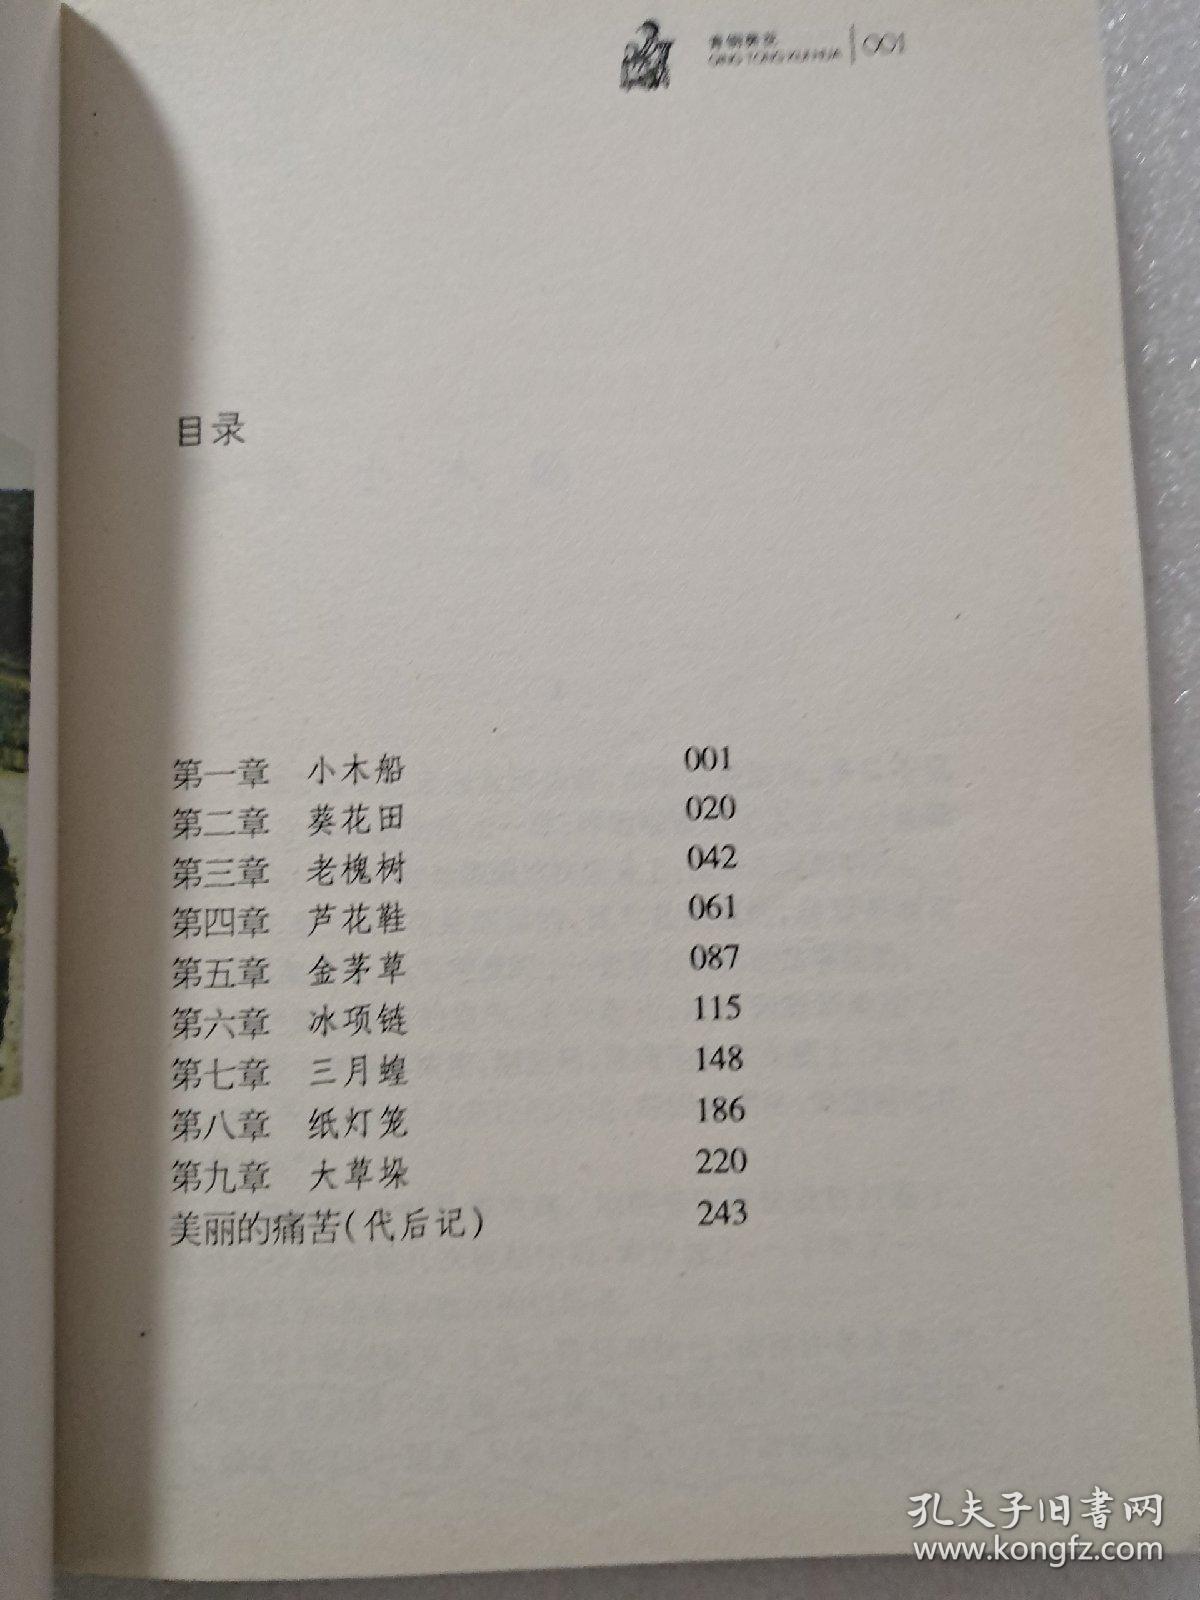 青铜葵花 001
QING TONG KUI HUA
目录
第一章 小木船 001
第二章 葵花田 020
第三章 老槐树 042
第四章 芦花鞋 061
第五章 金茅草 087
第六章 冰项链 115
第七章 三月蝗 148
第八章 纸灯笼 186
第九章 大草垛 220
美丽的痛苦(代后记) 243
孔夫子旧书网
www.kongfz.com